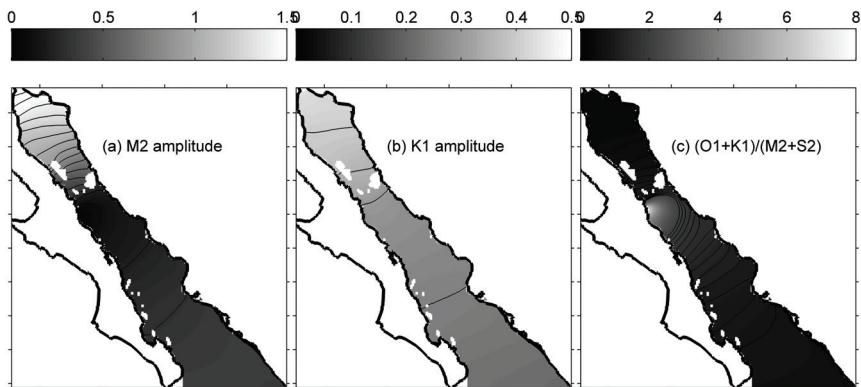 0 0.5 1 1.5
0 0.1 0.2 0.3 0.4 0.5
0 2 4 6 8
(a) M2 amplitude
(b) K1 amplitude
(c) (O1+K1)/(M2+S2)